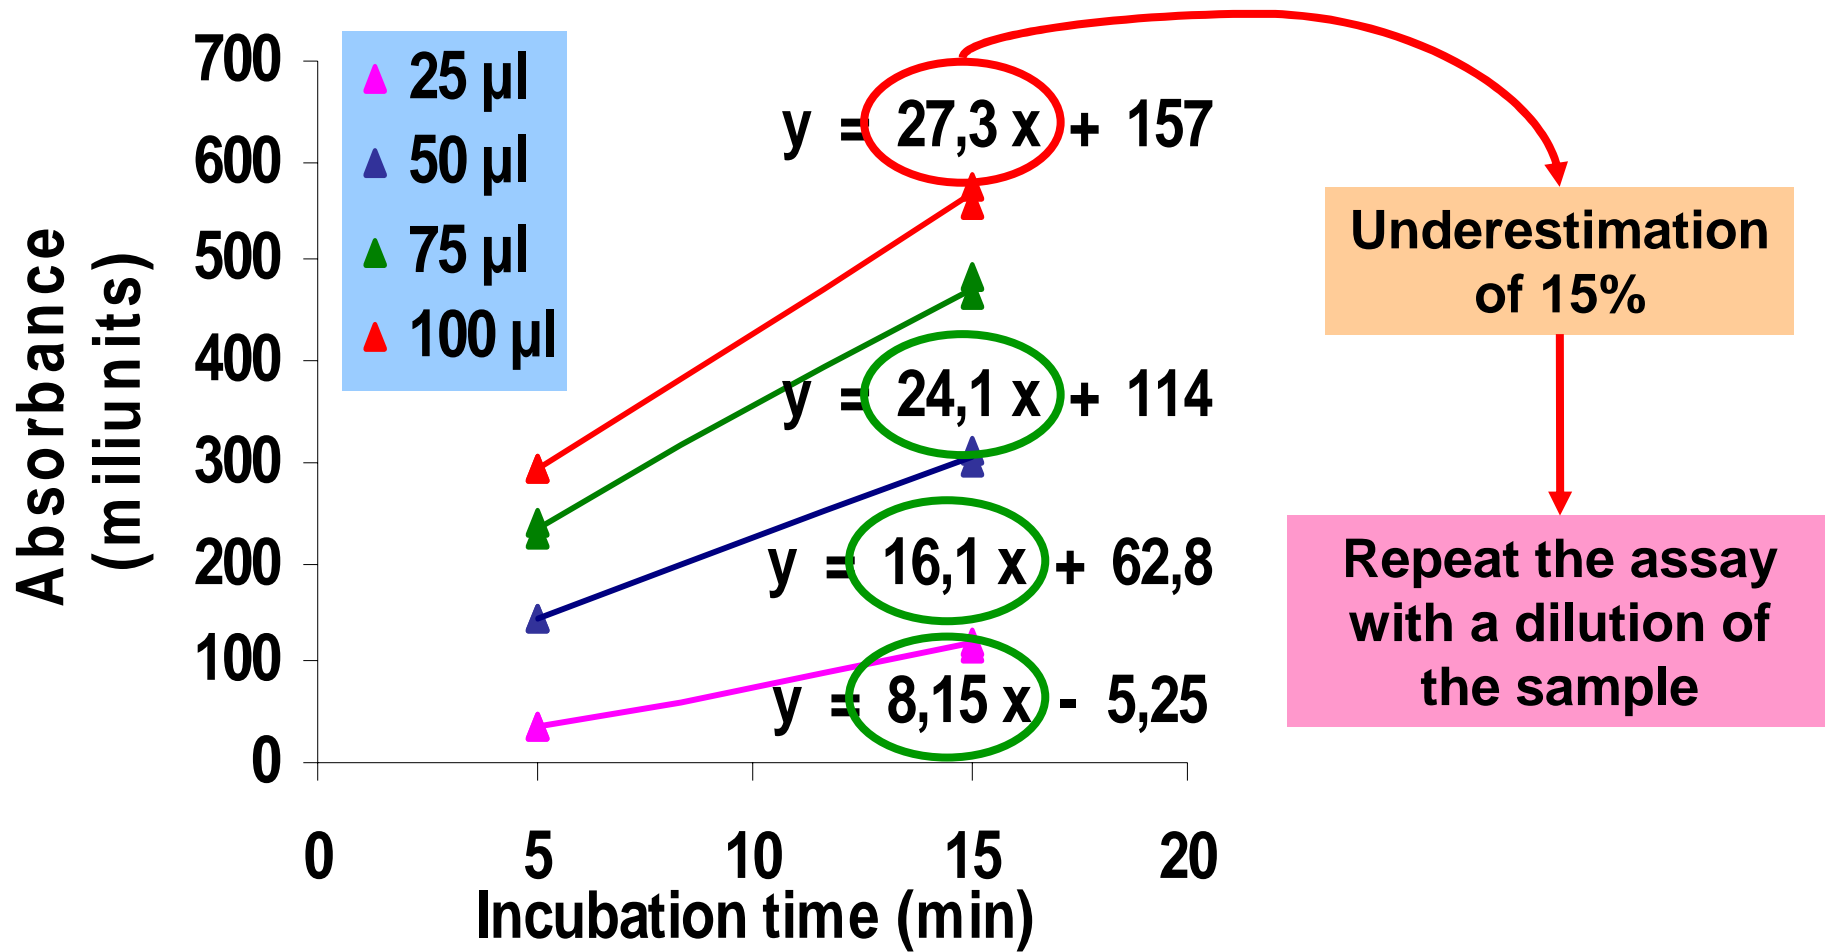 Absorbance
(miliunits)
700
600
500
400
300
200
100
0
25 µl
50 µl
75 µl
100 µl
y = 27,3 x + 157
y = 24,1 x + 114
y = 16,1 x + 62,8
y = 8,15 x - 5,25
0 5 10 15 20
Incubation time (min)
Underestimation
of 15%
Repeat the assay
with a dilution of
the sample